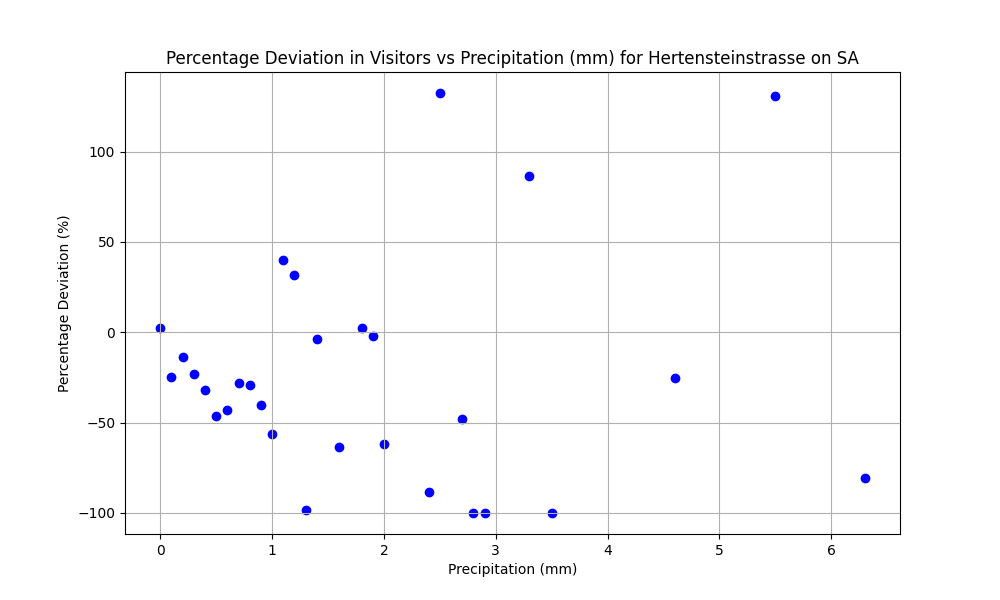 Percentage Deviation in Visitors vs Precipitation (mm) for Hertensteinstrasse on SA
Percentage Deviation (%)
100
50
0
−50
−100
0 1 2 3 4 5 6
Precipitation (mm)